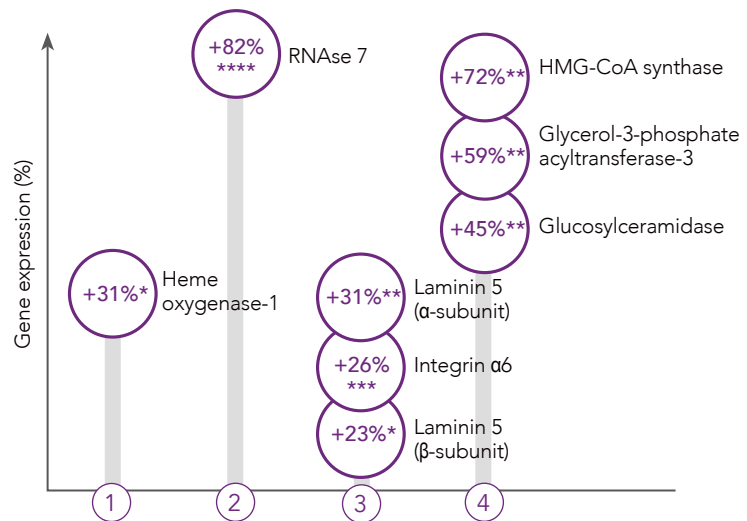 Gene expression (%)
+82%
****
RNAse 7
+72%**
HMG-CoA synthase
+59%**
Glycerol-3-phosphate
acyltransferase-3
+45%**
Glucosylceramidase
+31%*
Heme
oxygenase-1
+31%**
Laminin 5
(α-subunit)
+26%
***
Integrin α6
+23%*
Laminin 5
(β-subunit)
1
2
3
4